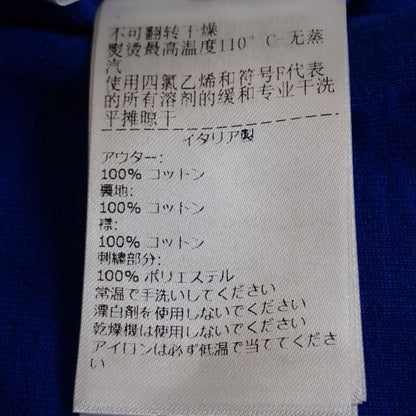 不可翻转干燥
熨烫最高温度110°C-无蒸
汽
使用四氯乙烯和符号F代表
的所有溶剂的缓和专业干洗
平摊晾干
イタリア製
アウター:
100% コットン
裏地:
100% コットン
襟:
100% コットン
刺繍部分:
100% ポリエステル
常温で手洗いしてください
漂白剤を使用しないでください
乾燥機は使用しないでください
アイロンは必ず低温で当ててくださ
い